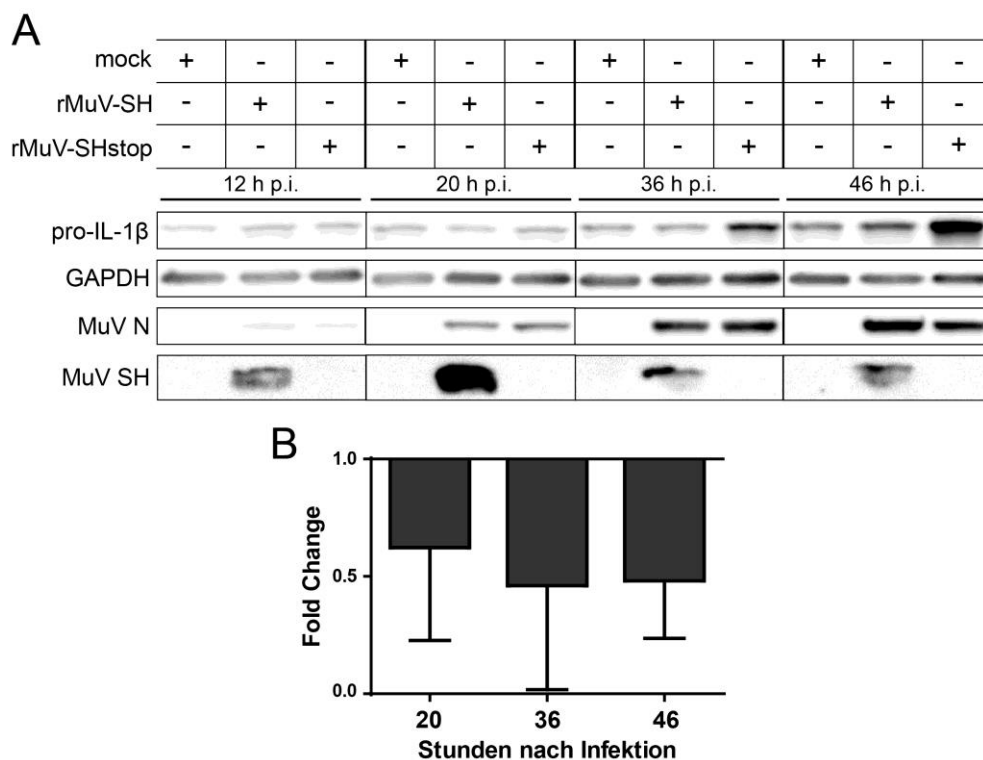 A
mock + - - + - - + - - + - -
rMuV-SH - + - - + - - + - - + -
rMuV-SHstop - - + - - + - - + - - +
12 h p.i. 20 h p.i. 36 h p.i. 46 h p.i.
pro-IL-1β
GAPDH
MuV N
MuV SH
B
Fold Change
1.0
0.5
0.0
20 36 46
Stunden nach Infektion